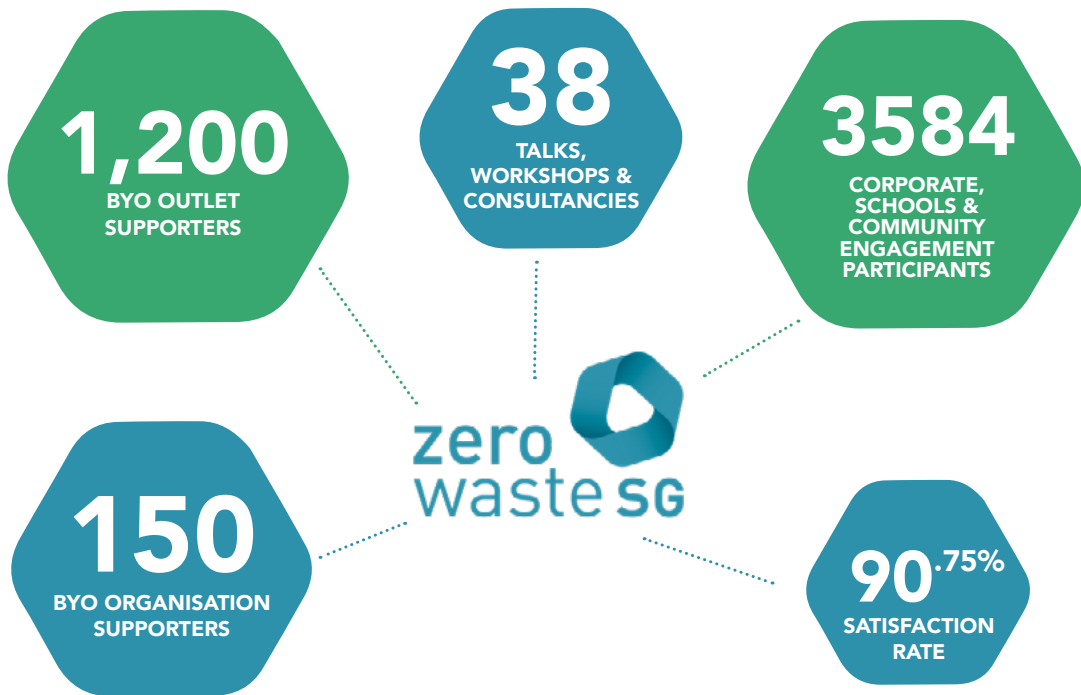 1,200
BYO OUTLET
SUPPORTERS
38
TALKS,
WORKSHOPS &
CONSULTANCIES
3584
CORPORATE,
SCHOOLS &
COMMUNITY
ENGAGEMENT
PARTICIPANTS
zero
waste SG
150
BYO ORGANISATION
SUPPORTERS
90.75%
SATISFACTION
RATE